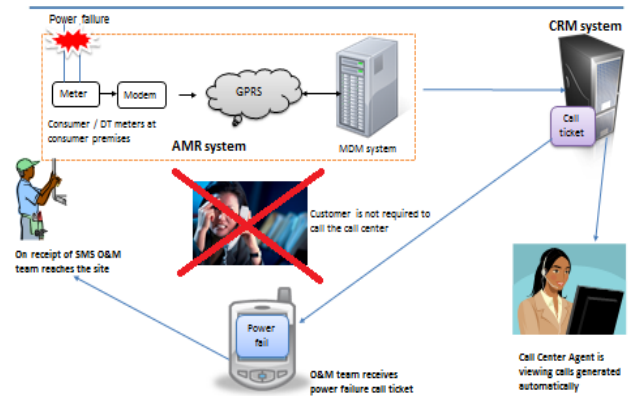 Power failure
CRM system
Meter
Modem
GPRS
Call
ticket
Consumer / DT meters at
consumer premises
AMR system
MDM system
Customer is not required to
call the call center
On receipt of SMS O&M
team reaches the site
Power
fail
O&M team receives
power failure call ticket
Call Center Agent is
viewing calls generated
automatically